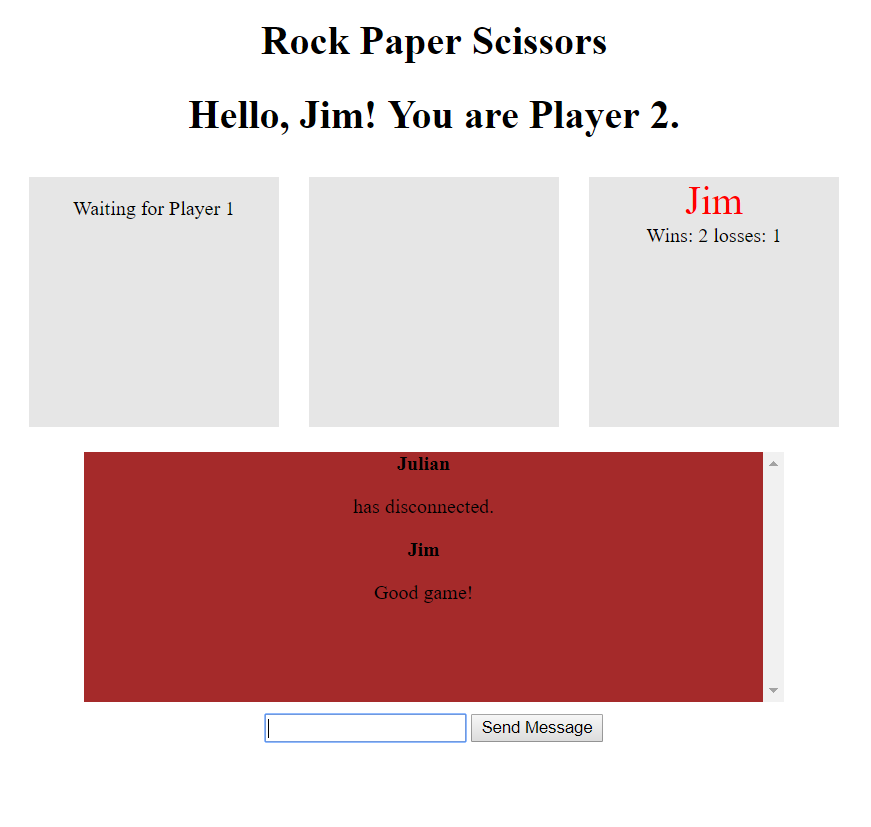 Rock Paper Scissors
Hello, Jim! You are Player 2.
Waiting for Player 1
Jim
Wins: 2 losses: 1
Julian
has disconnected.
Jim
Good game!
Send Message